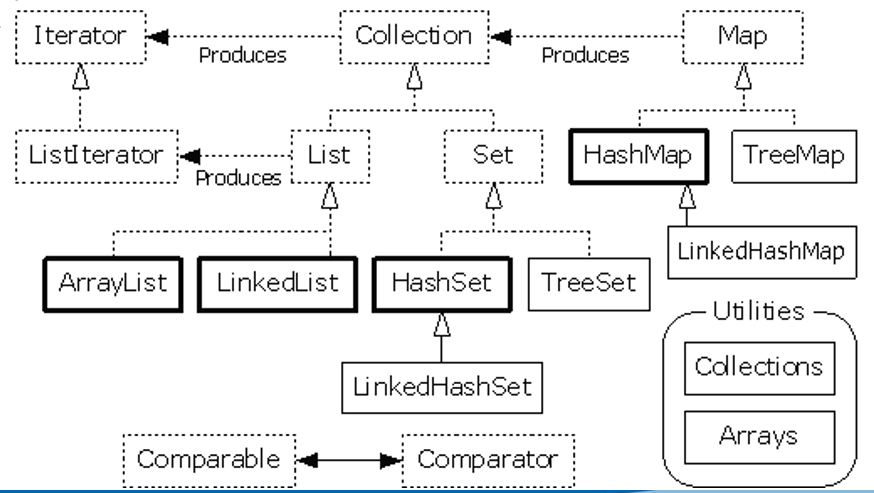 Iterator
Produces
Collection
Produces
Map
ListIterator
Produces
List
Set
HashMap
TreeMap
LinkedHashMap
ArrayList
LinkedList
HashSet
TreeSet
Utilities
Collections
LinkedHashSet
Arrays
Comparable
Comparator